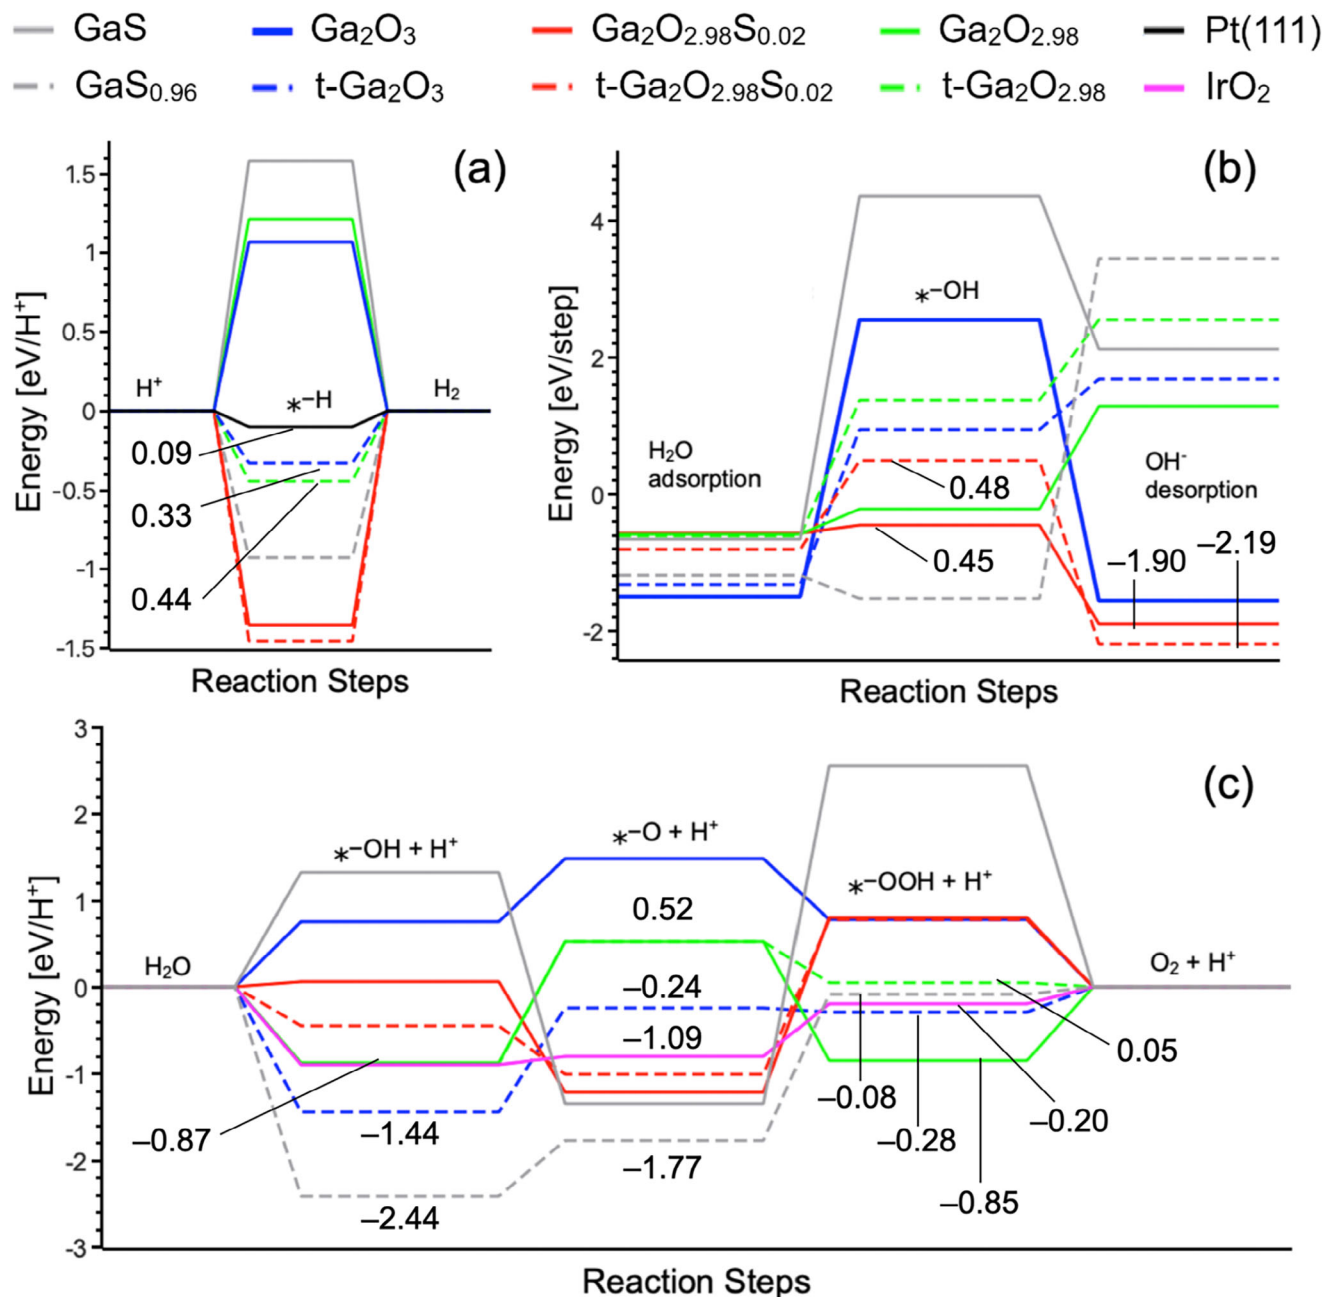 GaS Ga₂O₃ Ga₂O₂.₉₈S₀.₀₂ Ga₂O₂.₉₈ Pt(111)
GaS₀.₉₆ t-Ga₂O₃ t-Ga₂O₂.₉₈S₀.₀₂ t-Ga₂O₂.₉₈ IrO₂
(a)
Energy [eV/H⁺]
1.5
1
0.5
0
-0.5
-1
-1.5
H⁺
*−H
H₂
0.09
0.33
0.44
Reaction Steps
(b)
Energy [eV/step]
4
2
0
-2
*−OH
H₂O
adsorption
OH⁻
desorption
0.48
0.45
−1.90
−2.19
Reaction Steps
(c)
Energy [eV/H⁺]
3
2
1
0
-1
-2
-3
H₂O
*−OH + H⁺
*−O + H⁺
*−OOH + H⁺
O₂ + H⁺
0.52
−0.24
−1.09
−0.87
−1.44
−1.77
−2.44
0.05
−0.08
−0.20
−0.28
−0.85
Reaction Steps